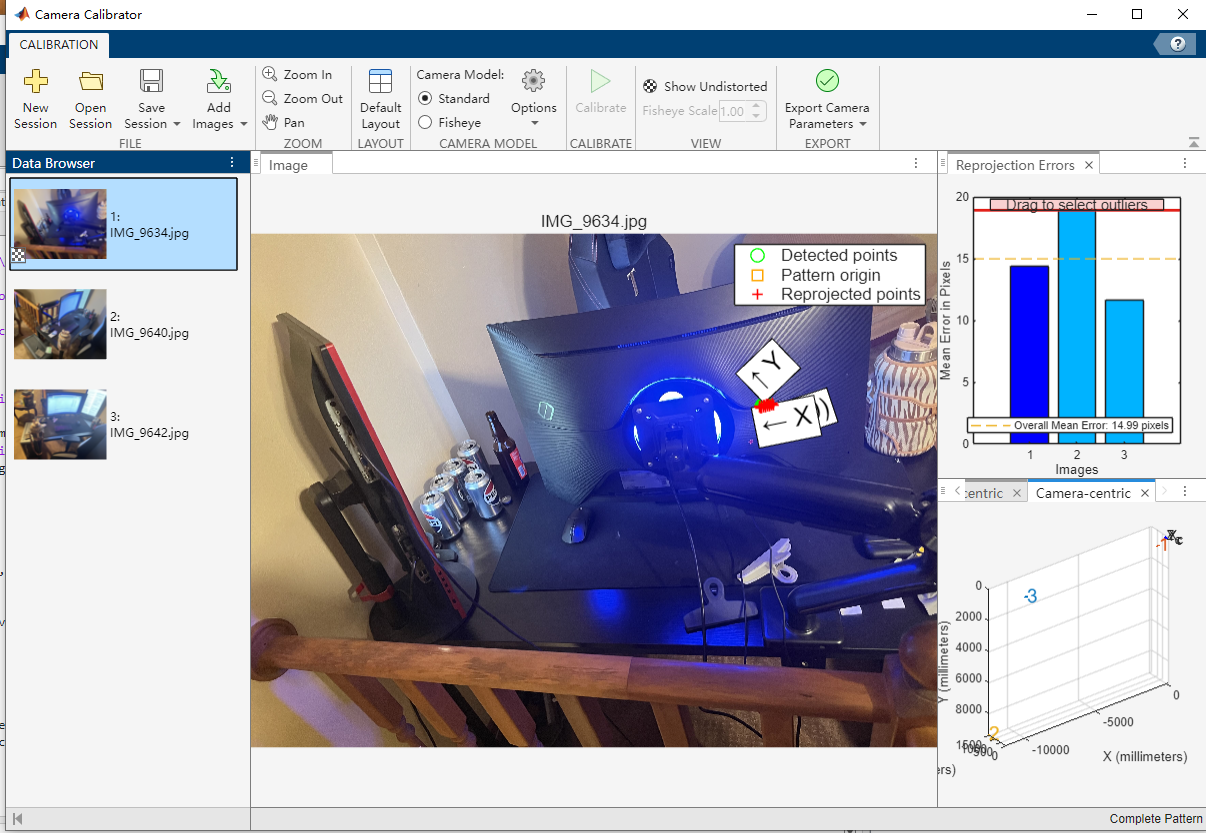 Camera Calibrator
CALIBRATION
New Session
Open Session
Save Session
Add Images
FILE
Zoom In
Zoom Out
Pan
ZOOM
Default Layout
LAYOUT
Camera Model:
Standard
Fisheye
Options
CAMERA MODEL
Calibrate
CALIBRATE
Show Undistorted
Fisheye Scale 1.00
VIEW
Export Camera Parameters
EXPORT
Data Browser
1:
IMG_9634.jpg
2:
IMG_9640.jpg
3:
IMG_9642.jpg
Image
IMG_9634.jpg
Detected points
Pattern origin
Reprojected points
Y
X
Reprojection Errors
Drag to select outliers
20
15
10
5
0
Mean Error in Pixels
Overall Mean Error: 14.99 pixels
1 2 3
Images
centric
Camera-centric
-3
2
0
2000
4000
6000
8000
Y (millimeters)
0
-5000
-10000
X (millimeters)
ers)
Complete Pattern